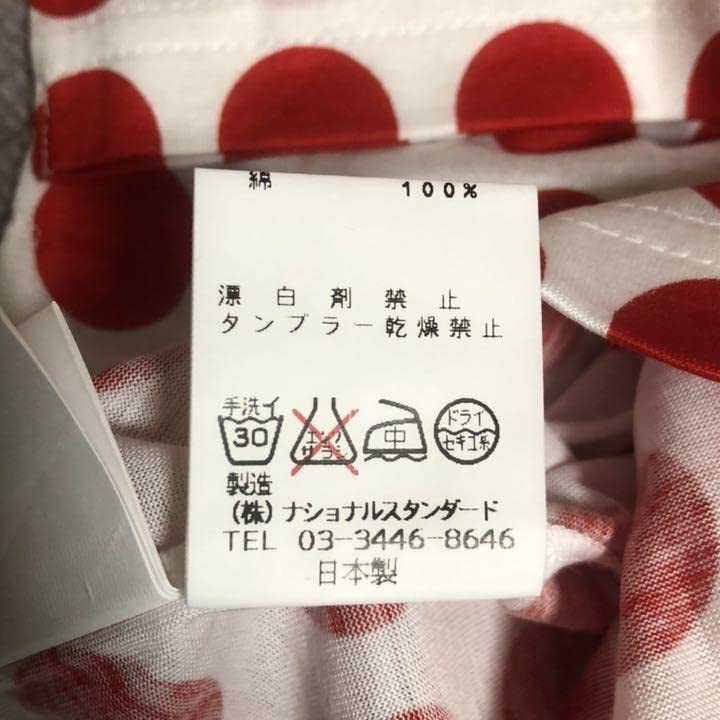 綿 100%
漂白剤禁止
タンブラー乾燥禁止
手洗イ
30
エンソ
サラシ
中
ドライ
セキユ系
製造
(株)ナショナルスタンダード
TEL 03-3446-8646
日本製